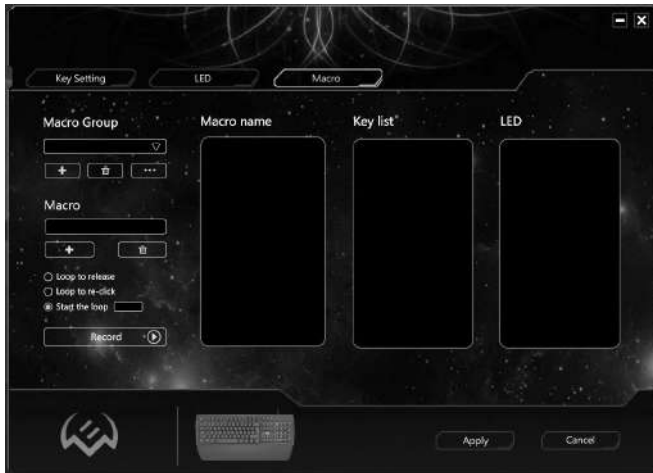 Key Setting
LED
Macro
Macro Group
Macro name
Key list
LED
Macro
Loop to release
Loop to re-click
Start the loop
Record
Apply
Cancel